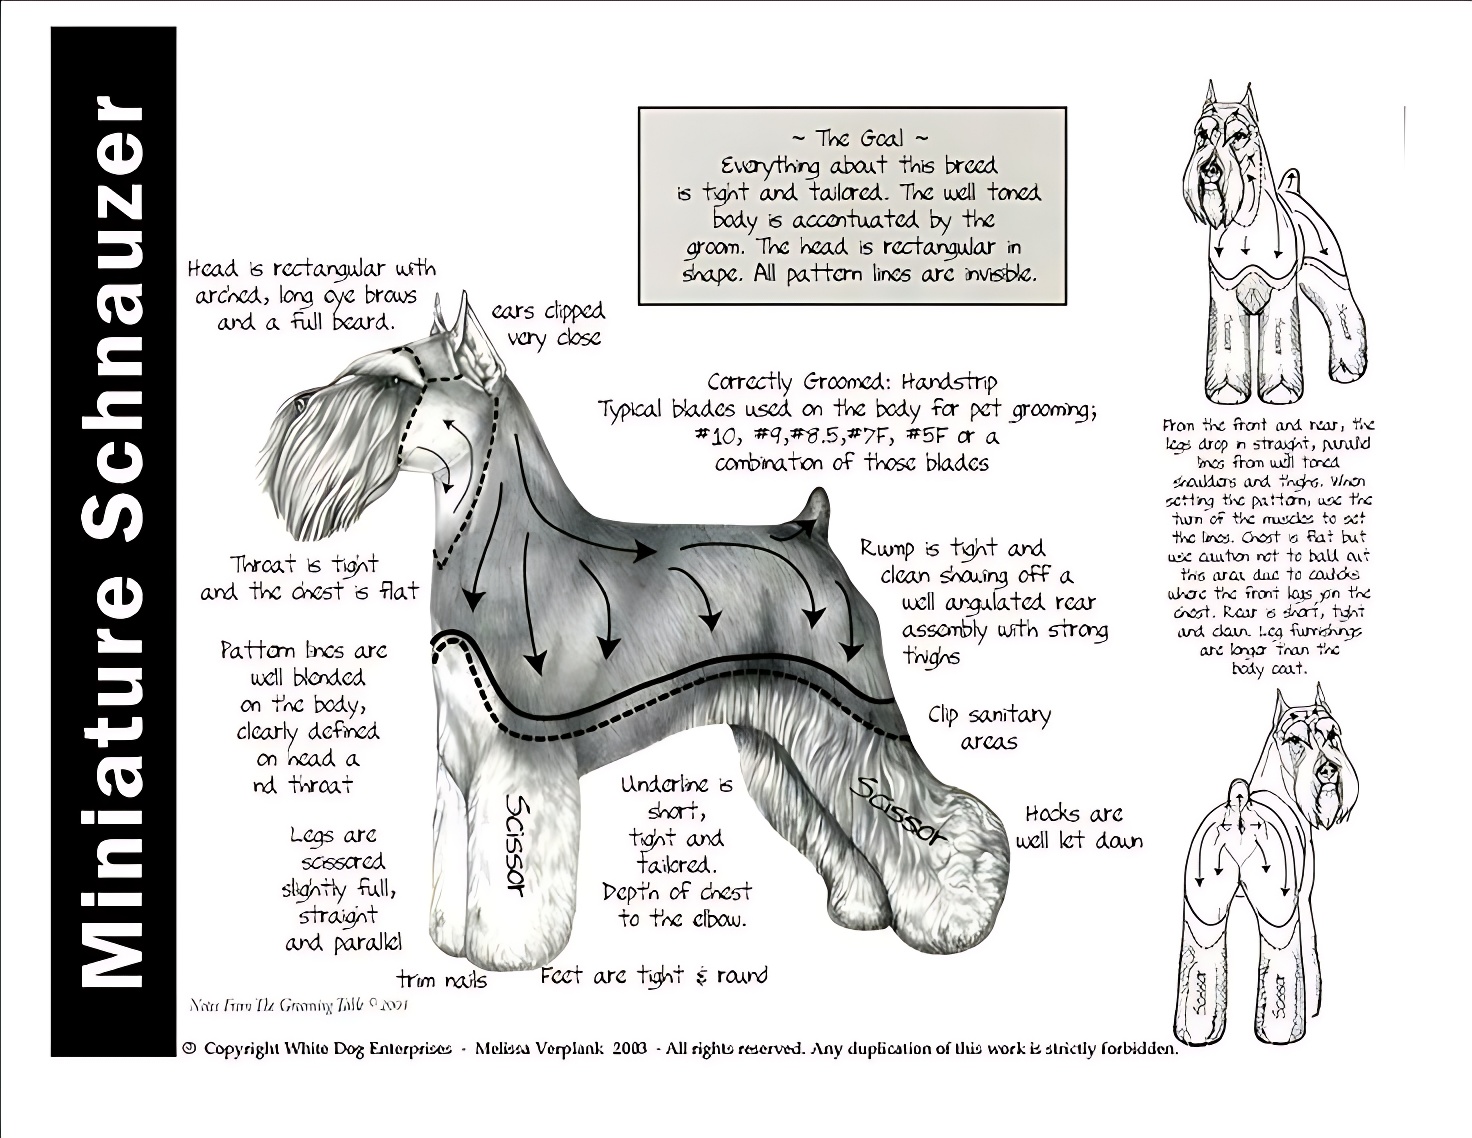 Miniature Schnauzer
~ The Goal ~
Everything about this breed
is tight and tailored. The well toned
body is accentuated by the
groom. The head is rectangular in
shape. All pattern lines are invisible.
Head is rectangular with
arched, long eye brows
and a full beard.
ears clipped
very close
Correctly Groomed: Handstrip
Typical blades used on the body for pet grooming;
#10, #9,#8.5,#7F, #5F or a
combination of those blades
Throat is tight
and the chest is flat
Rump is tight and
clean showing off a
well angulated rear
assembly with strong
thighs
Pattern lines are
well blended
on the body,
clearly defined
on head a
nd throat
Clip sanitary
areas
Legs are
scissored
slightly full,
straight
and parallel
Scissor
Underline is
short,
tight and
tailored.
Depth of chest
to the elbow.
Scissor
Hocks are
well let down
trim nails
Feet are tight & round
From the front and rear, the
legs drop in straight, parallel
lines from well toned
shoulders and thighs. When
setting the pattern, use the
turn of the muscles to set
the lines. Chest is flat but
use caution not to bald out
this area due to cowlicks
where the front legs join the
chest. Rear is short, tight
and clean. Leg furnishings
are longer than the
body coat.
Scissor
Scissor
Notes From The Grooming Table ©
© Copyright White Dog Enterprises - Melissa Verplank 2003 - All rights reserved. Any duplication of this work is strictly forbidden.